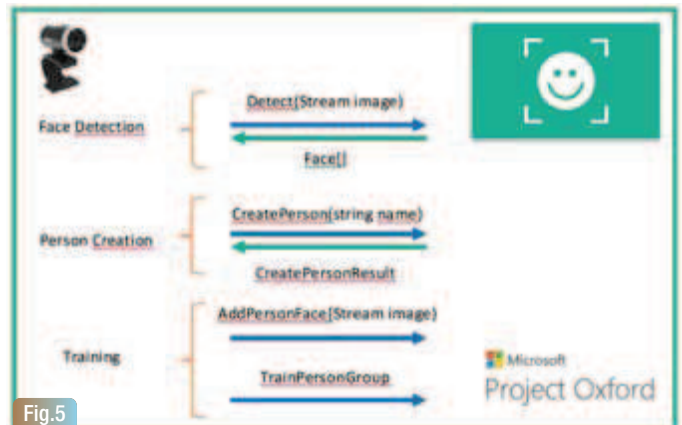 Detect(Stream image)
Face Detection
Face[]
CreatePerson(string name)
Person Creation
CreatePersonResult
AddPersonFace(Stream image)
Training
TrainPersonGroup
Microsoft
Project Oxford
Fig.5